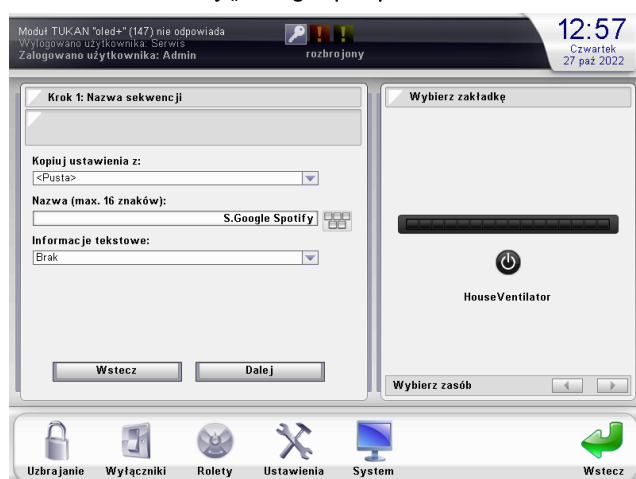 Moduł TUKAN "oled+" (147) nie odpowiada
Wylogowano użytkownika: Serwis
Zalogowano użytkownika: Admin
rozbrojony
12:57
Czwartek
27 paź 2022
Krok 1: Nazwa sekwencji
Kopiuj ustawienia z:
<Pusta>
Nazwa (max. 16 znaków):
S.Google Spotify
Informacje tekstowe:
Brak
Wstecz
Dalej
Wybierz zakładkę
HouseVentilator
Wybierz zasób
Uzbrajanie
Wyłączniki
Rolety
Ustawienia
System
Wstecz